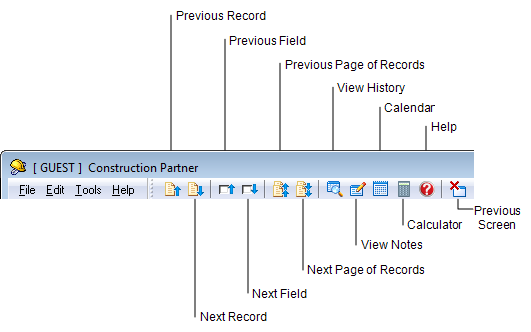 Previous Record
Previous Field
Previous Page of Records
View History
Calendar
Help
[ GUEST ] Construction Partner
File Edit Tools Help
Previous
Screen
Calculator
View Notes
Next Page of Records
Next Field
Next Record